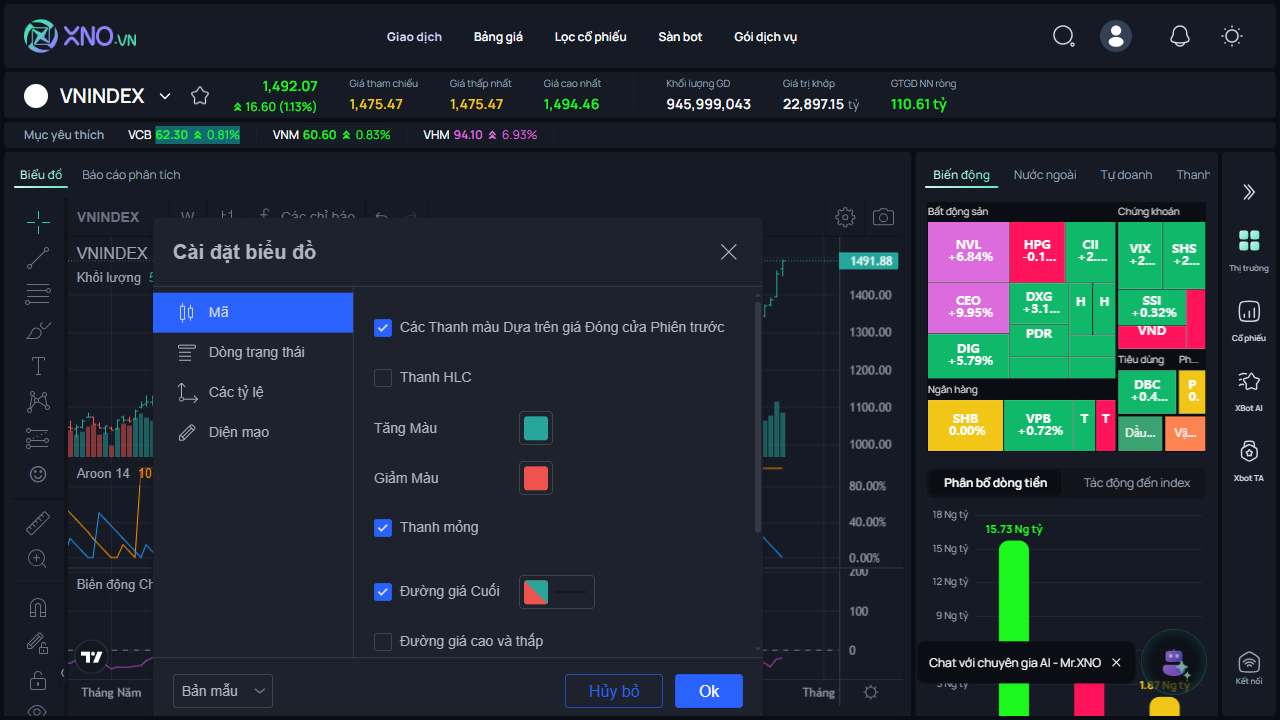 XNO.VN
Giao dịch
Bảng giá
Lọc cổ phiếu
Sàn bot
Gói dịch vụ
VNINDEX
1,492.07
16.60 (1.13%)
Giá tham chiếu
1,475.47
Giá thấp nhất
1,475.47
Giá cao nhất
1,494.46
Khối lượng GD
945,999,043
Giá trị khớp
22,897.15 tỷ
GTGD NN ròng
110.61 tỷ
Mục yêu thích
VCB 62.30 0.81%
VNM 60.60 0.83%
VHM 94.10 6.93%
Biểu đồ
Báo cáo phân tích
VNINDEX
W
Các chỉ báo
VNINDEX
Khối lượng
Aroon 14
Tháng Năm
Cài đặt biểu đồ
Mã
Dòng trạng thái
Các tỷ lệ
Diện mạo
Các Thanh màu Dựa trên giá Đóng cửa Phiên trước
Thanh HLC
Tăng Màu
Giảm Màu
Thanh mỏng
Đường giá Cuối
Đường giá cao và thấp
Bản mẫu
Hủy bỏ
Ok
1491.88
1400.00
1300.00
1200.00
1100.00
1000.00
80.00%
40.00%
0.00%
200
100
0
Tháng
Biến động Ch
Biến động
Nước ngoài
Tự doanh
Thanh
Bất động sản
NVL
+6.84%
HPG
-0.1...
CII
+2....
CEO
+9.95%
DXG
+3.1...
H
H
PDR
DIG
+5.79%
Chứng khoán
VIX
+2...
SHS
+2...
SSI
+0.32%
VND
Tiêu dùng
Ph...
DBC
+0.4...
P
0.
Dầu...
Vậ...
Ngân hàng
SHB
0.00%
VPB
+0.72%
T
T
Phân bổ dòng tiền
Tác động đến index
18 Ng tỷ
15 Ng tỷ
12 Ng tỷ
9 Ng tỷ
15.73 Ng tỷ
1.87 Ng tỷ
Chat với chuyên gia AI - Mr.XNO
Thị trường
Cổ phiếu
XBot AI
Xbot TA
Kết nối